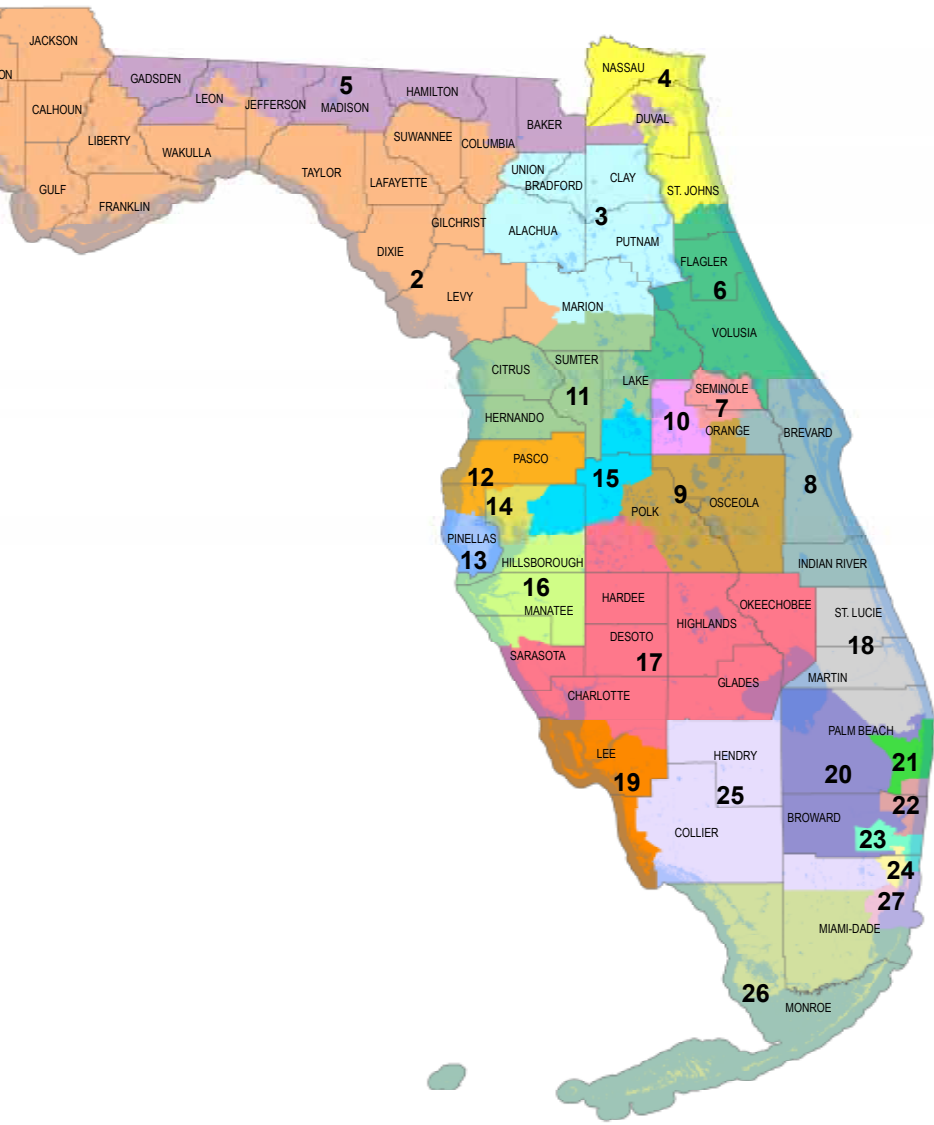 JACKSON
ON
NASSAU
4
GADSDEN
5
LEON
JEFFERSON
MADISON
HAMILTON
CALHOUN
DUVAL
BAKER
LIBERTY
SUWANNEE
COLUMBIA
WAKULLA
TAYLOR
LAFAYETTE
UNION
BRADFORD
CLAY
GULF
FRANKLIN
ST. JOHNS
GILCHRIST
ALACHUA
3
PUTNAM
DIXIE
2
LEVY
FLAGLER
6
MARION
VOLUSIA
CITRUS
SUMTER
11
LAKE
SEMINOLE
7
HERNANDO
10
ORANGE
BREVARD
PASCO
12
15
14
9
OSCEOLA
8
POLK
PINELLAS
13
HILLSBOROUGH
INDIAN RIVER
16
MANATEE
HARDEE
OKEECHOBEE
HIGHLANDS
ST. LUCIE
DESOTO
17
18
SARASOTA
GLADES
MARTIN
CHARLOTTE
PALM BEACH
LEE
19
HENDRY
25
20
21
22
BROWARD
COLLIER
23
24
27
MIAMI-DADE
26
MONROE